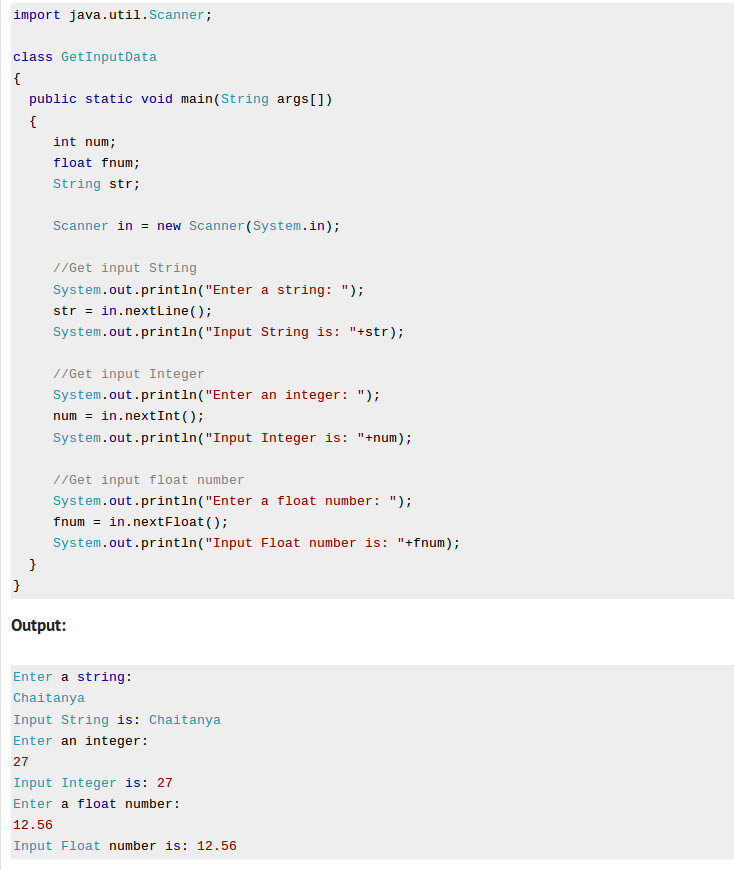 import java.util.Scanner;
class GetInputData
{
public static void main(String args[])
{
int num;
float fnum;
String str;
Scanner in = new Scanner(System.in);
//Get input String
System.out.println("Enter a string: ");
str = in.nextLine();
System.out.println("Input String is: "+str);
//Get input Integer
System.out.println("Enter an integer: ");
num = in.nextInt();
System.out.println("Input Integer is: "+num);
//Get input float number
System.out.println("Enter a float number: ");
fnum = in.nextFloat();
System.out.println("Input Float number is: "+fnum);
}
}
Output:
Enter a string:
Chaitanya
Input String is: Chaitanya
Enter an integer:
27
Input Integer is: 27
Enter a float number:
12.56
Input Float number is: 12.56